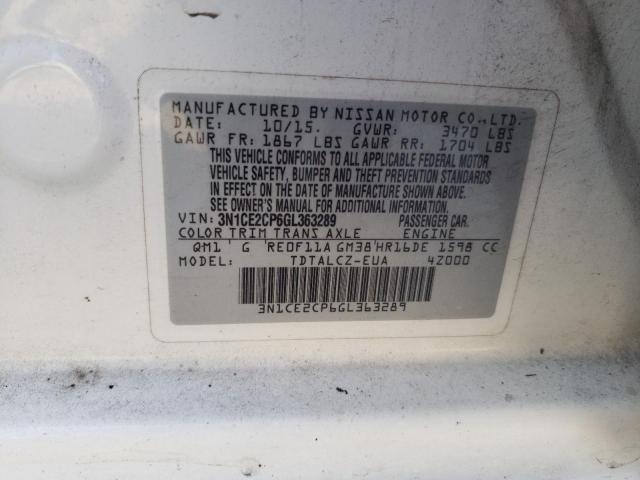 MANUFACTURED BY NISSAN MOTOR CO.,LTD.
DATE: 10/15. GVWR: 3470 LBS
GAWR FR: 1867 LBS GAWR RR: 1704 LBS
THIS VEHICLE CONFORMS TO ALL APPLICABLE FEDERAL MOTOR
VEHICLE SAFETY, BUMPER AND THEFT PREVENTION STANDARDS
IN EFFECT ON THE DATE OF MANUFACTURE SHOWN ABOVE.
SEE OWNER'S MANUAL FOR MORE INFORMATION.
VIN: 3N1CE2CP6GL363289 PASSENGER CAR.
COLOR TRIM TRANS AXLE ENGINE
QM1 G RE0F11A GM38 HR16DE 1598 CC
MODEL: TDTALCZ-EUA 4Z000
3N1CE2CP6GL363289